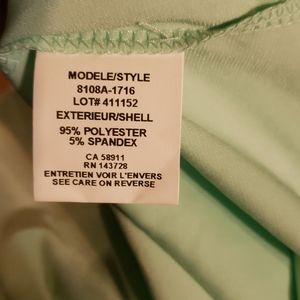 MODELE/STYLE
8108A-1716
LOT# 411152
EXTERIEUR/SHELL
95% POLYESTER
5% SPANDEX
CA 58911
RN 143728
ENTRETIEN VOIR L'ENVERS
SEE CARE ON REVERSE